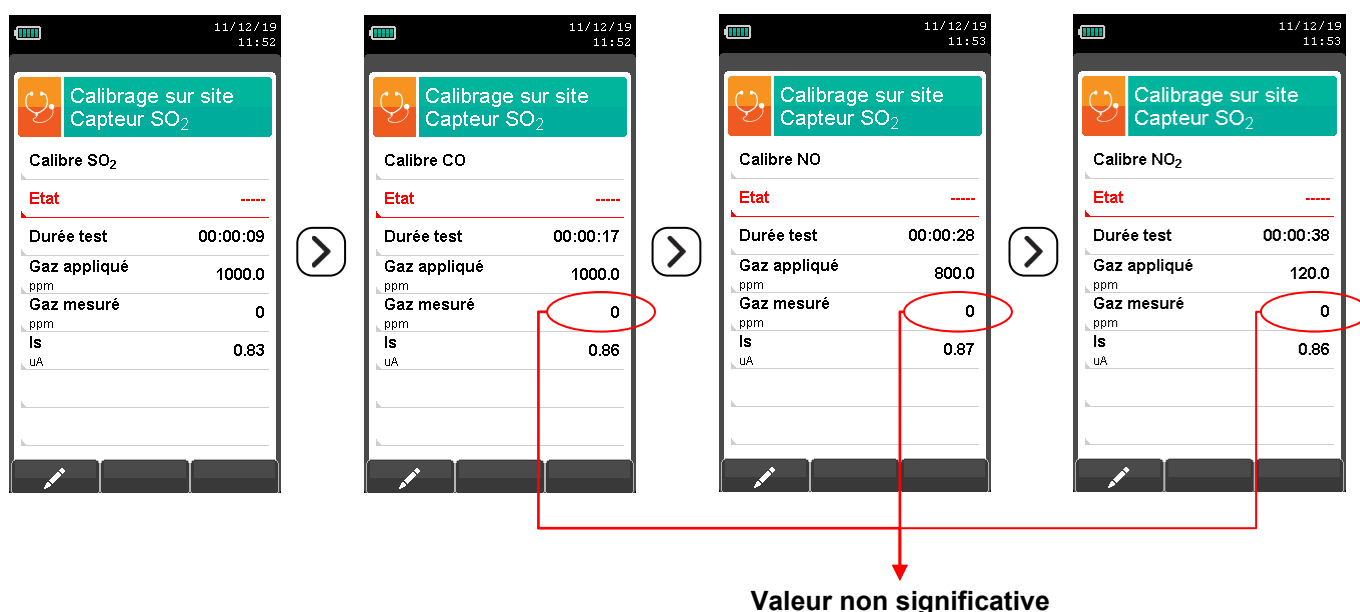 11/12/19
11:52
Calibrage sur site
Capteur SO₂
Calibre SO₂
Etat -----
Durée test 00:00:09
Gaz appliqué 1000.0
ppm
Gaz mesuré 0
ppm
Is 0.83
uA
11/12/19
11:52
Calibrage sur site
Capteur SO₂
Calibre CO
Etat -----
Durée test 00:00:17
Gaz appliqué 1000.0
ppm
Gaz mesuré 0
ppm
Is 0.86
uA
11/12/19
11:53
Calibrage sur site
Capteur SO₂
Calibre NO
Etat -----
Durée test 00:00:28
Gaz appliqué 800.0
ppm
Gaz mesuré 0
ppm
Is 0.87
uA
11/12/19
11:53
Calibrage sur site
Capteur SO₂
Calibre NO₂
Etat -----
Durée test 00:00:38
Gaz appliqué 120.0
ppm
Gaz mesuré 0
ppm
Is 0.86
uA
Valeur non significative